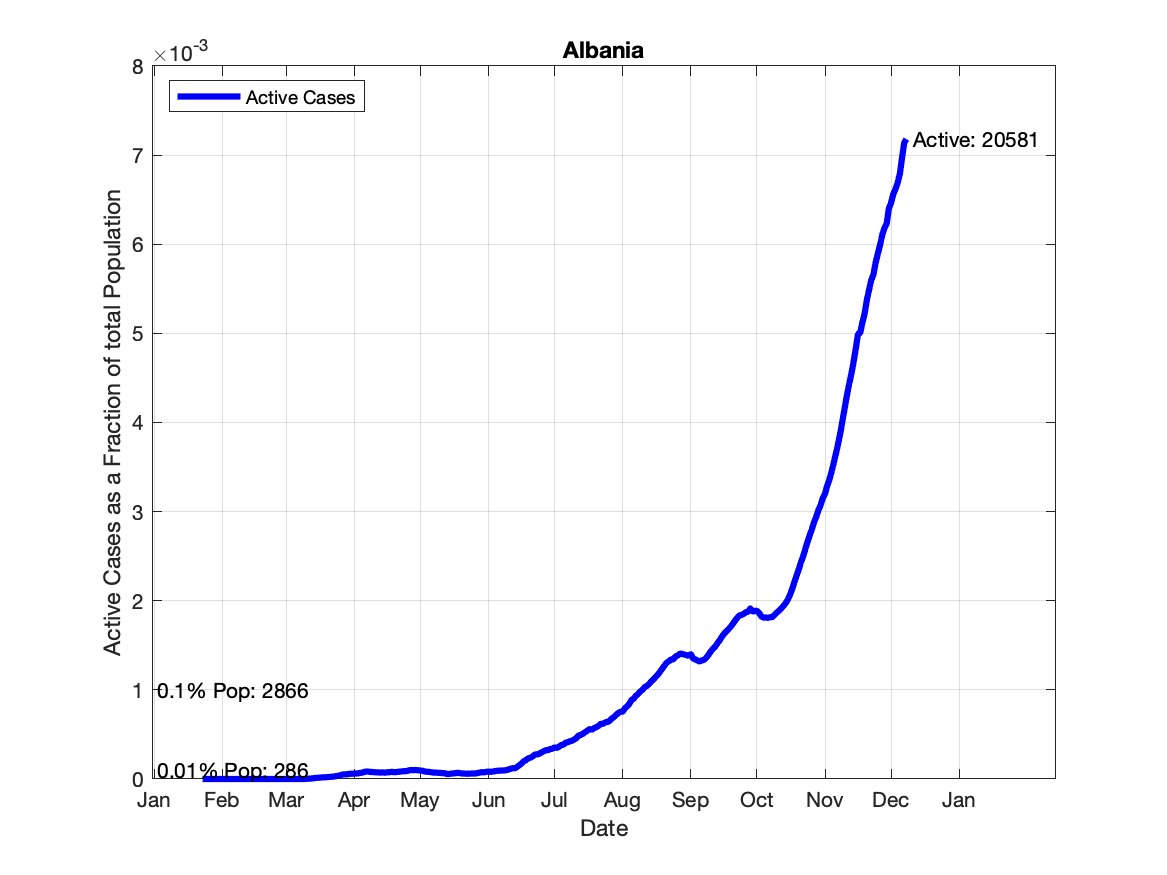 Albania
×10-3
8
7
6
5
4
3
2
1
0
Active Cases as a Fraction of total Population
Active Cases
Active: 20581
0.1% Pop: 2866
0.01% Pop: 286
Jan Feb Mar Apr May Jun Jul Aug Sep Oct Nov Dec Jan
Date